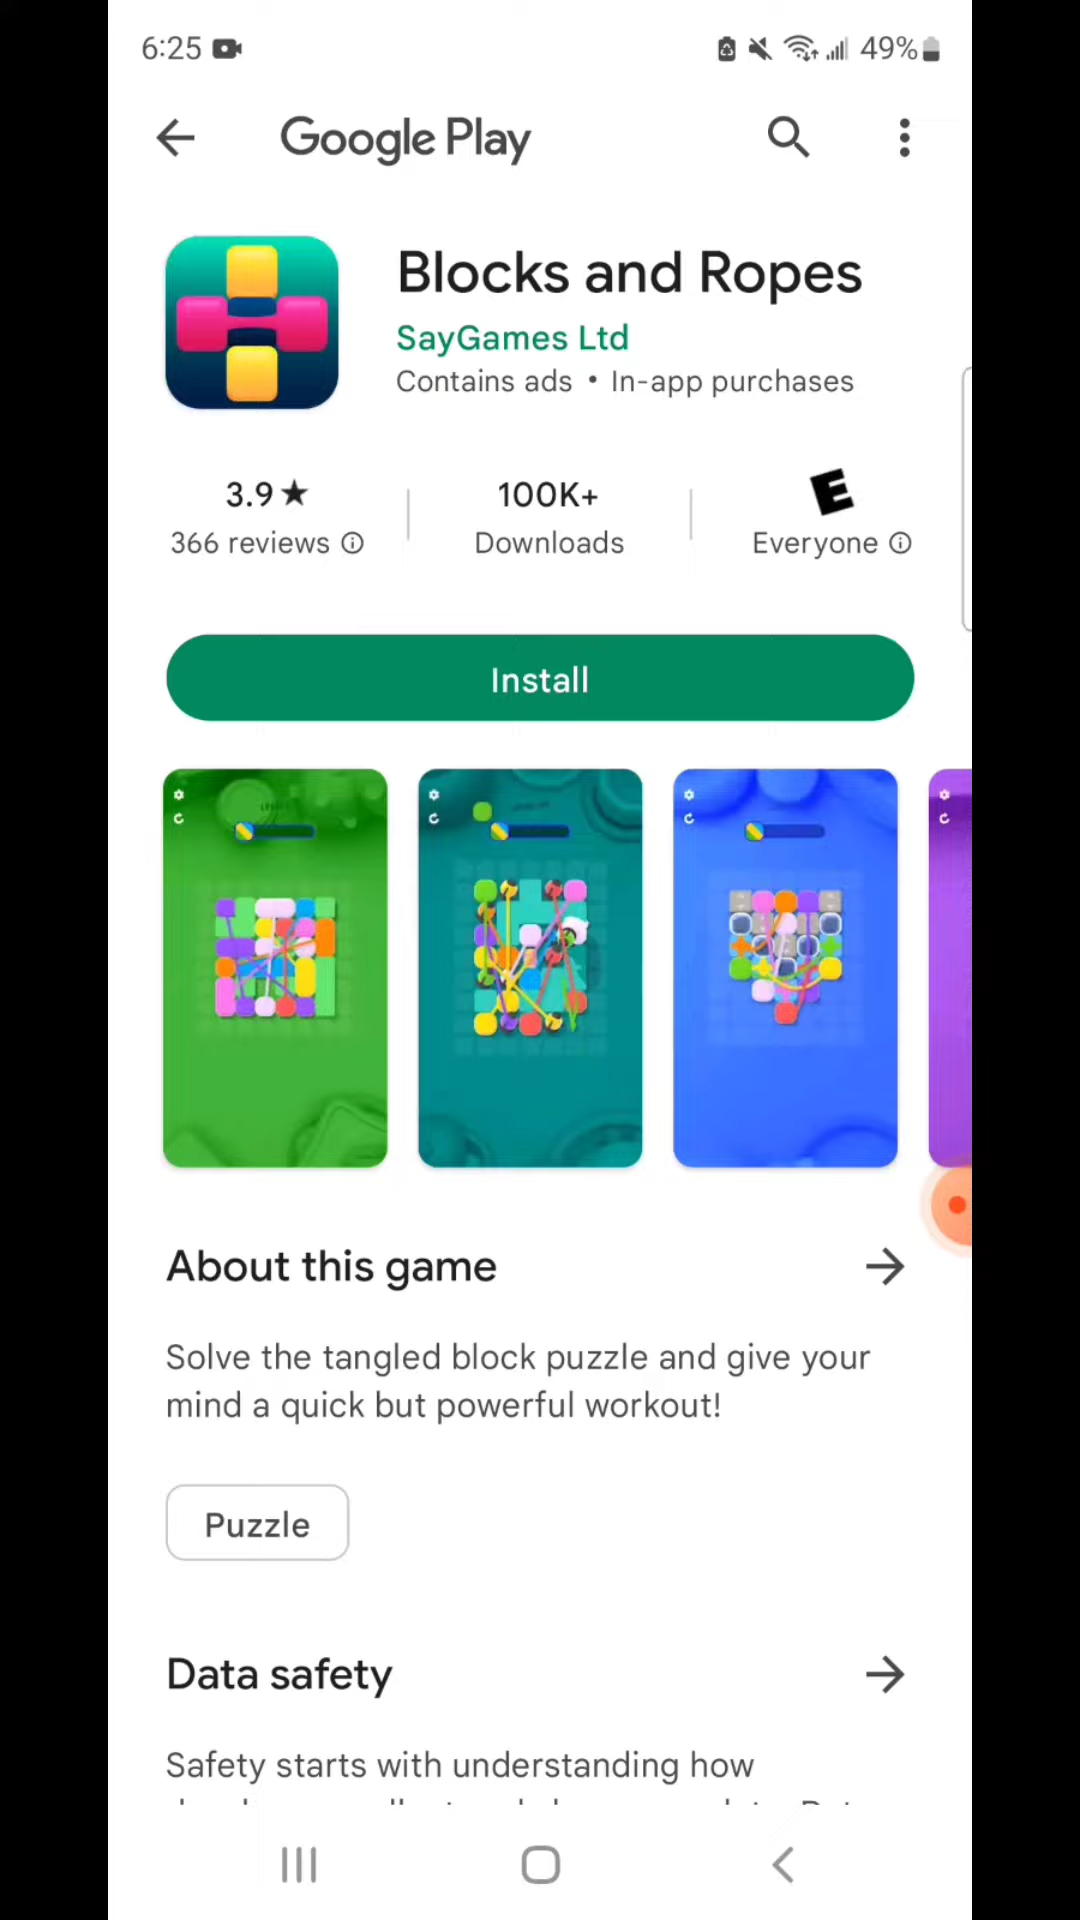 6:25
49%
Google Play
Blocks and Ropes
SayGames Ltd
Contains ads • In-app purchases
3.9★
366 reviews
100K+
Downloads
E
Everyone
Install
About this game
Solve the tangled block puzzle and give your
mind a quick but powerful workout!
Puzzle
Data safety
Safety starts with understanding how